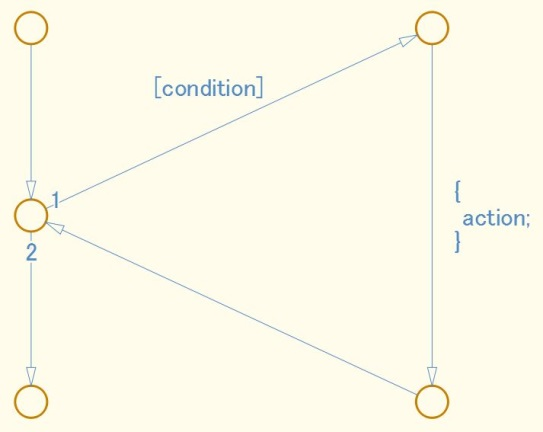 [condition]
1
{
action;
}
2